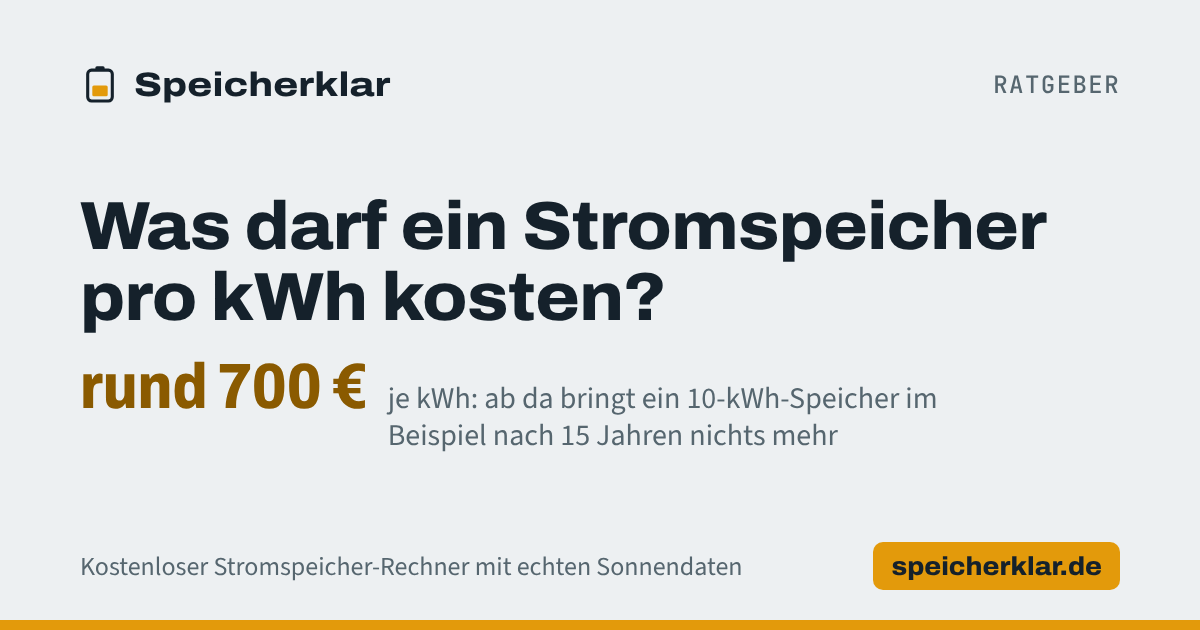 Speicherklar
RATGEBER
Was darf ein Stromspeicher
pro kWh kosten?
rund 700 € je kWh: ab da bringt ein 10-kWh-Speicher im
Beispiel nach 15 Jahren nichts mehr
Kostenloser Stromspeicher-Rechner mit echten Sonnendaten
speicherklar.de